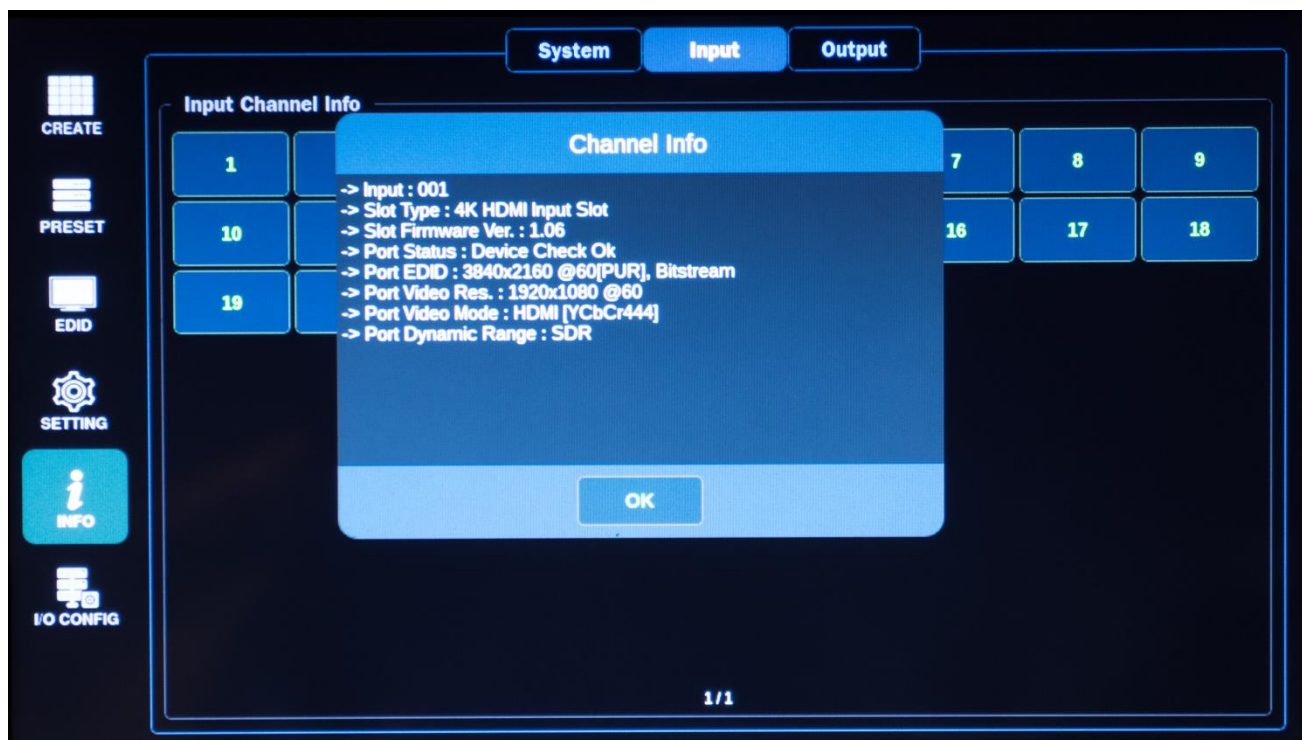 System
Input
Output
CREATE
PRESET
EDID
SETTING
i
INFO
I/O CONFIG
Input Channel Info
1
7
8
9
10
16
17
18
19
Channel Info
-> Input : 001
-> Slot Type : 4K HDMI Input Slot
-> Slot Firmware Ver. : 1.06
-> Port Status : Device Check Ok
-> Port EDID : 3840x2160 @60[PUR], Bitstream
-> Port Video Res. : 1920x1080 @60
-> Port Video Mode : HDMI [YCbCr444]
-> Port Dynamic Range : SDR
OK
1/1